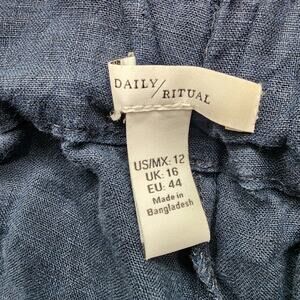 DAILY/
RITUAL
US/MX: 12
UK: 16
EU: 44
Made in
Bangladesh